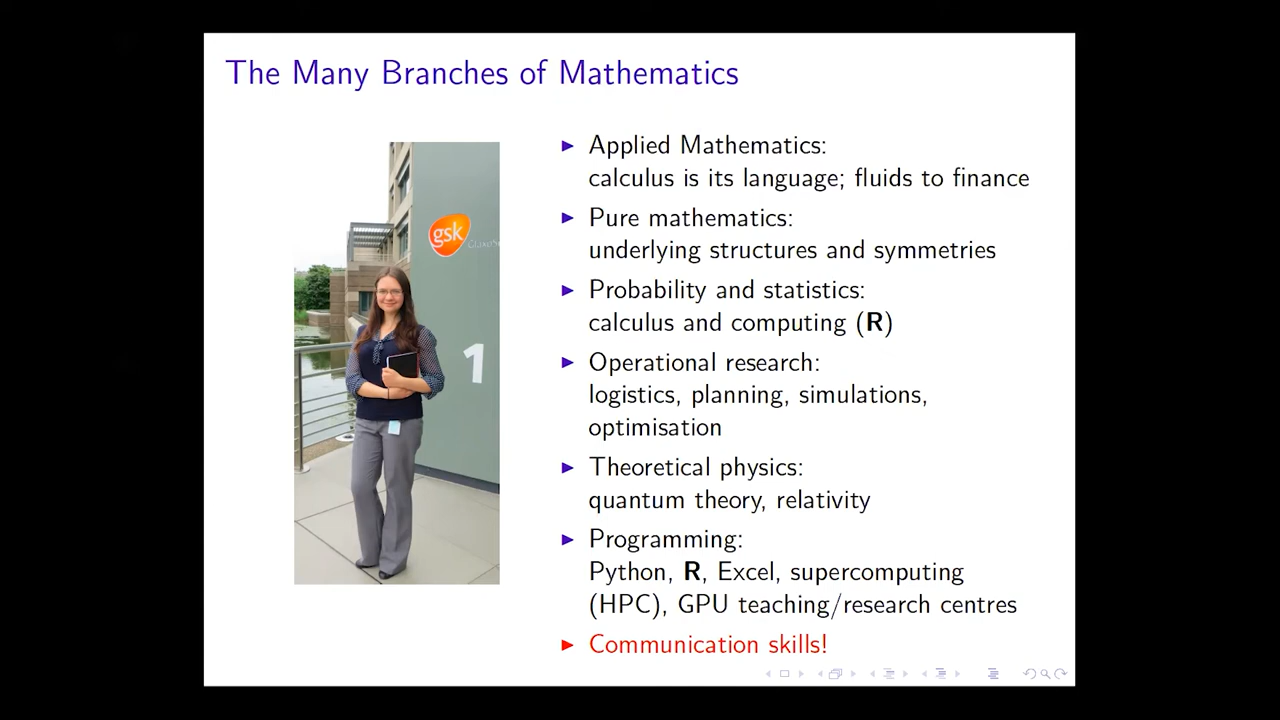 The Many Branches of Mathematics
gsk
1
Applied Mathematics:
calculus is its language; fluids to finance
Pure mathematics:
underlying structures and symmetries
Probability and statistics:
calculus and computing (R)
Operational research:
logistics, planning, simulations,
optimisation
Theoretical physics:
quantum theory, relativity
Programming:
Python, R, Excel, supercomputing
(HPC), GPU teaching/research centres
Communication skills!